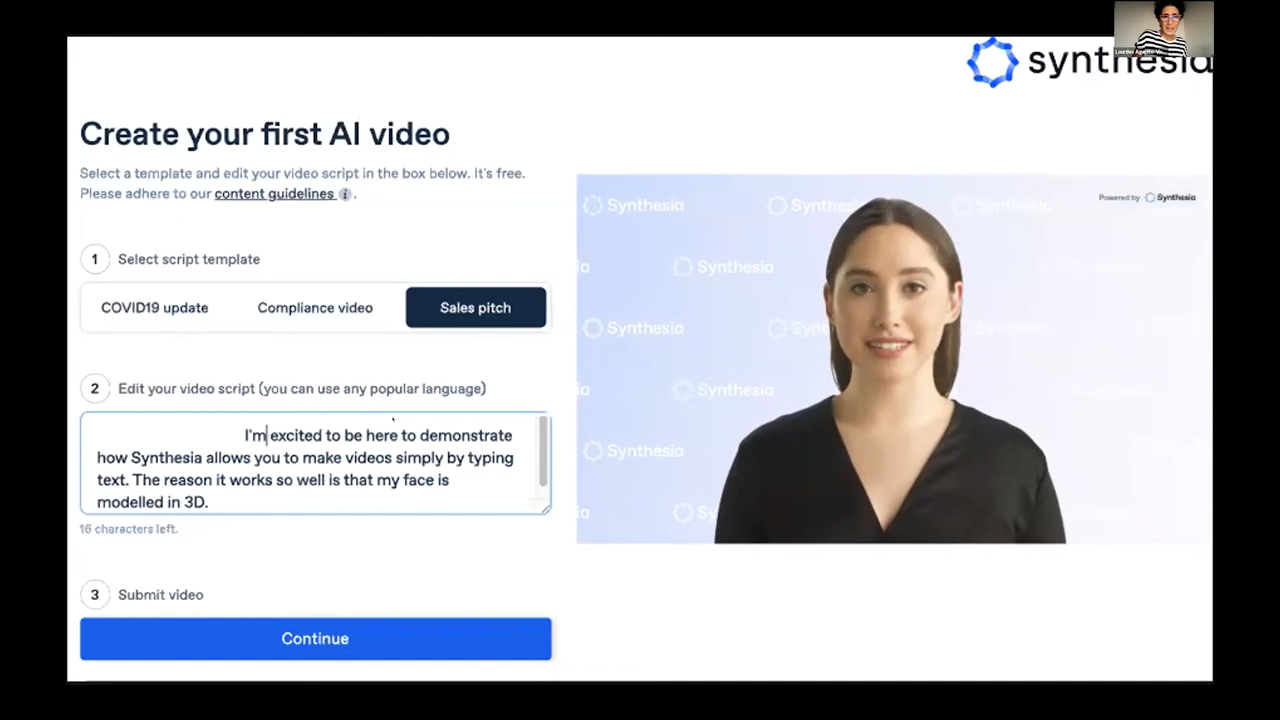 synthesia
Create your first AI video
Select a template and edit your video script in the box below. It's free.
Please adhere to our content guidelines i .
1 Select script template
COVID19 update Compliance video Sales pitch
2 Edit your video script (you can use any popular language)
I'm excited to be here to demonstrate
how Synthesia allows you to make videos simply by typing
text. The reason it works so well is that my face is
modelled in 3D.
16 characters left.
3 Submit video
Continue
Powered by Synthesia
Synthesia Synthesia
Synthesia
Synthesia
Synthesia